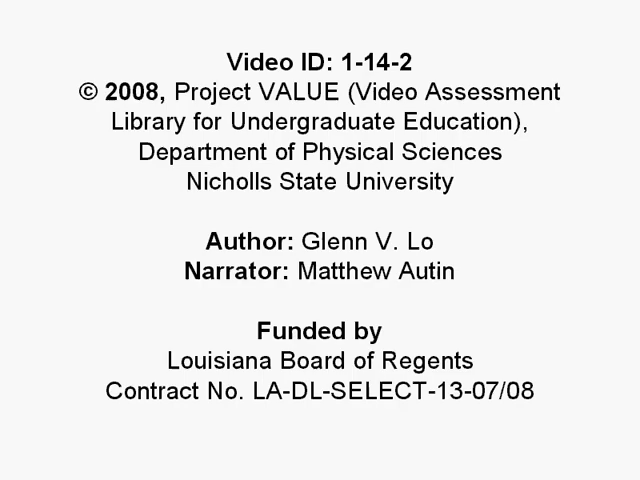 Video ID: 1-14-2
© 2008, Project VALUE (Video Assessment
Library for Undergraduate Education),
Department of Physical Sciences
Nicholls State University
Author: Glenn V. Lo
Narrator: Matthew Autin
Funded by
Louisiana Board of Regents
Contract No. LA-DL-SELECT-13-07/08